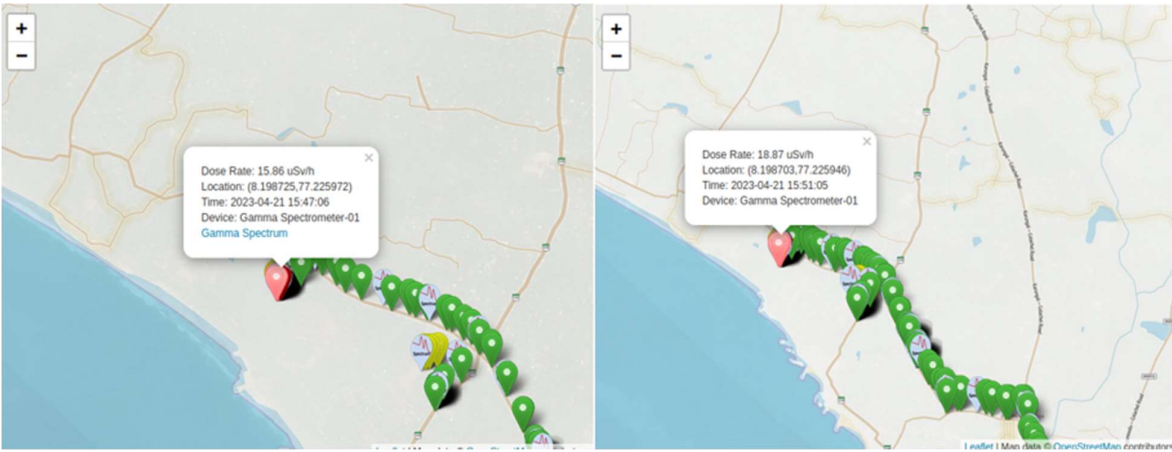 +
−
Dose Rate: 15.86 uSv/h
Location: (8.198725,77.225972)
Time: 2023-04-21 15:47:06
Device: Gamma Spectrometer-01
Gamma Spectrum
+
−
Dose Rate: 18.87 uSv/h
Location: (8.198703,77.225946)
Time: 2023-04-21 15:51:05
Device: Gamma Spectrometer-01
Leaflet | Map data © OpenStreetMap contributors